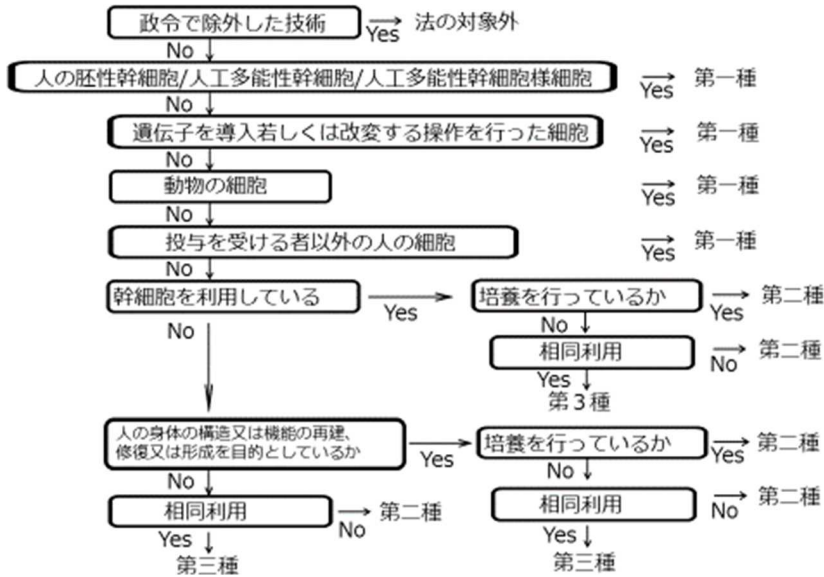 政令で除外した技術
Yes
法の対象外
No
人の胚性幹細胞/人工多能性幹細胞/人工多能性幹細胞様細胞
Yes
第一種
No
遺伝子を導入若しくは改変する操作を行った細胞
Yes
第一種
No
動物の細胞
Yes
第一種
No
投与を受ける者以外の人の細胞
Yes
第一種
No
幹細胞を利用している
Yes
培養を行っているか
Yes
第二種
No
No
相同利用
No
第二種
Yes
第3種
人の身体の構造又は機能の再建、
修復又は形成を目的としているか
Yes
培養を行っているか
Yes
第二種
No
No
相同利用
No
第二種
相同利用
No
第二種
Yes
第三種
Yes
第三種